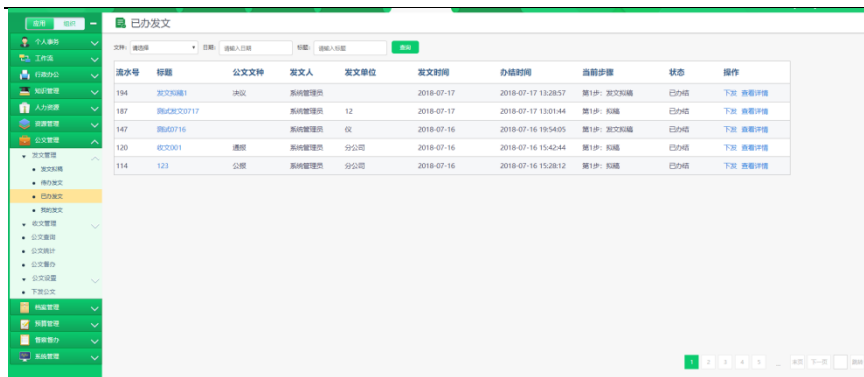 应用 组织
已办发文
个人事务
工作流
行政办公
知识管理
人力资源
资源管理
公文管理
发文管理
发文拟稿
待办发文
已办发文
我的发文
收文管理
公文查询
公文统计
公文督办
公文设置
下发公文
档案管理
预算管理
督察督办
系统管理
文种: 请选择 日期: 请输入日期 标题: 请输入标题 查询
流水号 标题 公文文种 发文人 发文单位 发文时间 办结时间 当前步骤 状态 操作
194 发文拟稿1 决议 系统管理员 2018-07-17 2018-07-17 13:28:57 第1步: 发文拟稿 已办结 下发 查看详情
187 测试发文0717 系统管理员 12 2018-07-17 2018-07-17 13:01:44 第1步: 拟稿 已办结 下发 查看详情
147 测试0716 系统管理员 仪 2018-07-16 2018-07-16 19:54:05 第1步: 发文拟稿 已办结 下发 查看详情
120 收文001 通报 系统管理员 分公司 2018-07-16 2018-07-16 15:42:44 第1步: 拟稿 已办结 下发 查看详情
114 123 公报 系统管理员 分公司 2018-07-16 2018-07-16 15:28:12 第1步: 拟稿 已办结 下发 查看详情
1 2 3 4 5 ... 末页 下一页 跳转